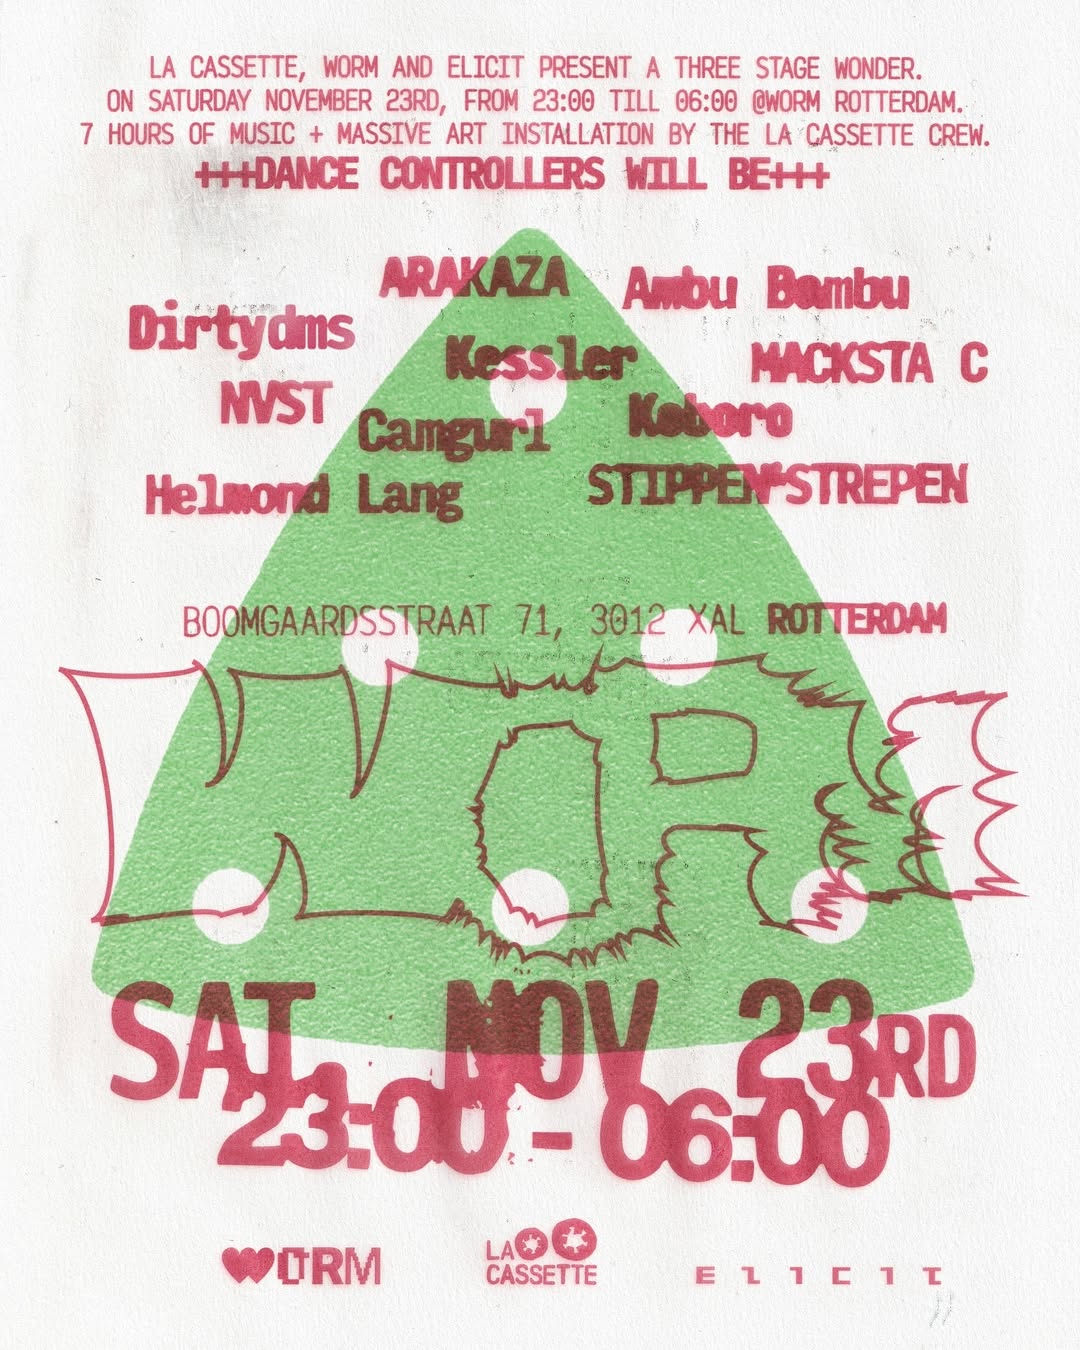 LA CASSETTE, WORM AND ELICIT PRESENT A THREE STAGE WONDER.
ON SATURDAY NOVEMBER 23RD, FROM 23:00 TILL 06:00 @WORM ROTTERDAM.
7 HOURS OF MUSIC + MASSIVE ART INSTALLATION BY THE LA CASSETTE CREW.
+++DANCE CONTROLLERS WILL BE+++
ARAKAZA
Ambu Bambu
Dirtydms
Kessler
MACKSTA C
NVST
Camgurl
Koboro
Helmond Lang
STIPPEN*STREPEN
BOOMGAARDSSTRAAT 71, 3012 XAL ROTTERDAM
WORM
SAT NOV 23RD
23:00 - 06:00
WORM
LA CASSETTE
ELICIT